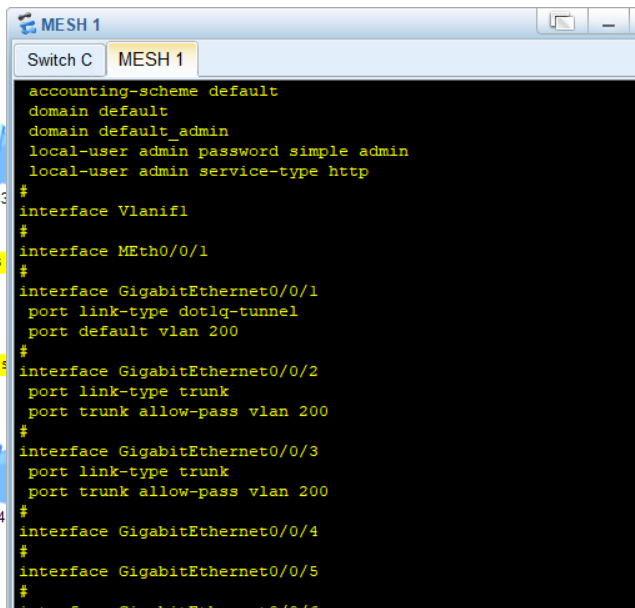 MESH 1
Switch C MESH 1
accounting-scheme default
domain default
domain default_admin
local-user admin password simple admin
local-user admin service-type http
#
interface Vlanif1
#
interface MEth0/0/1
#
interface GigabitEthernet0/0/1
port link-type dot1q-tunnel
port default vlan 200
#
interface GigabitEthernet0/0/2
port link-type trunk
port trunk allow-pass vlan 200
#
interface GigabitEthernet0/0/3
port link-type trunk
port trunk allow-pass vlan 200
#
interface GigabitEthernet0/0/4
#
interface GigabitEthernet0/0/5
#